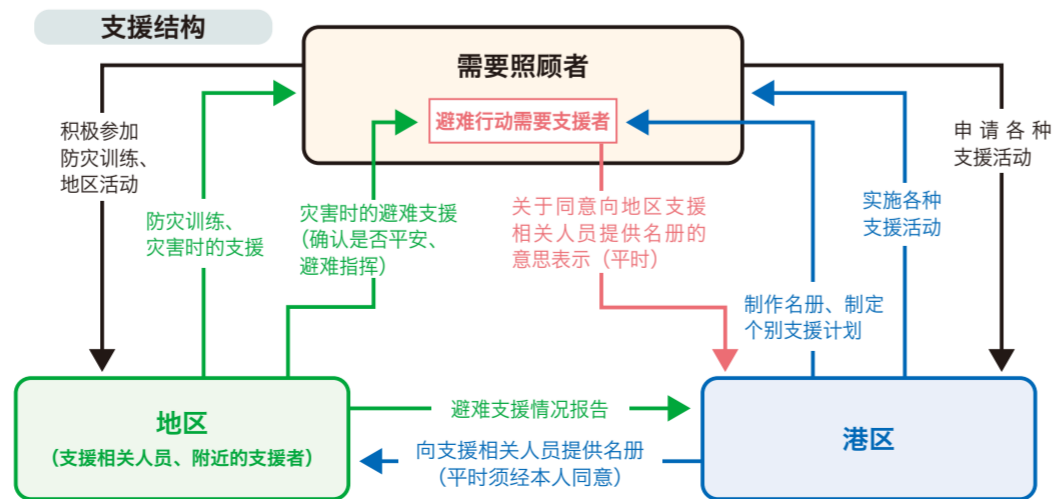 支援结构
需要照顾者
避难行动需要支援者
积极参加
防灾训练、
地区活动
防灾训练、
灾害时的支援
灾害时的避难支援
（确认是否平安、
避难指挥）
关于同意向地区支援
相关人员提供名册的
意思表示（平时）
实施各种
支援活动
申请各种
支援活动
制作名册、制定
个别支援计划
地区
（支援相关人员、附近的支援者）
避难支援情况报告
向支援相关人员提供名册
（平时须经本人同意）
港区